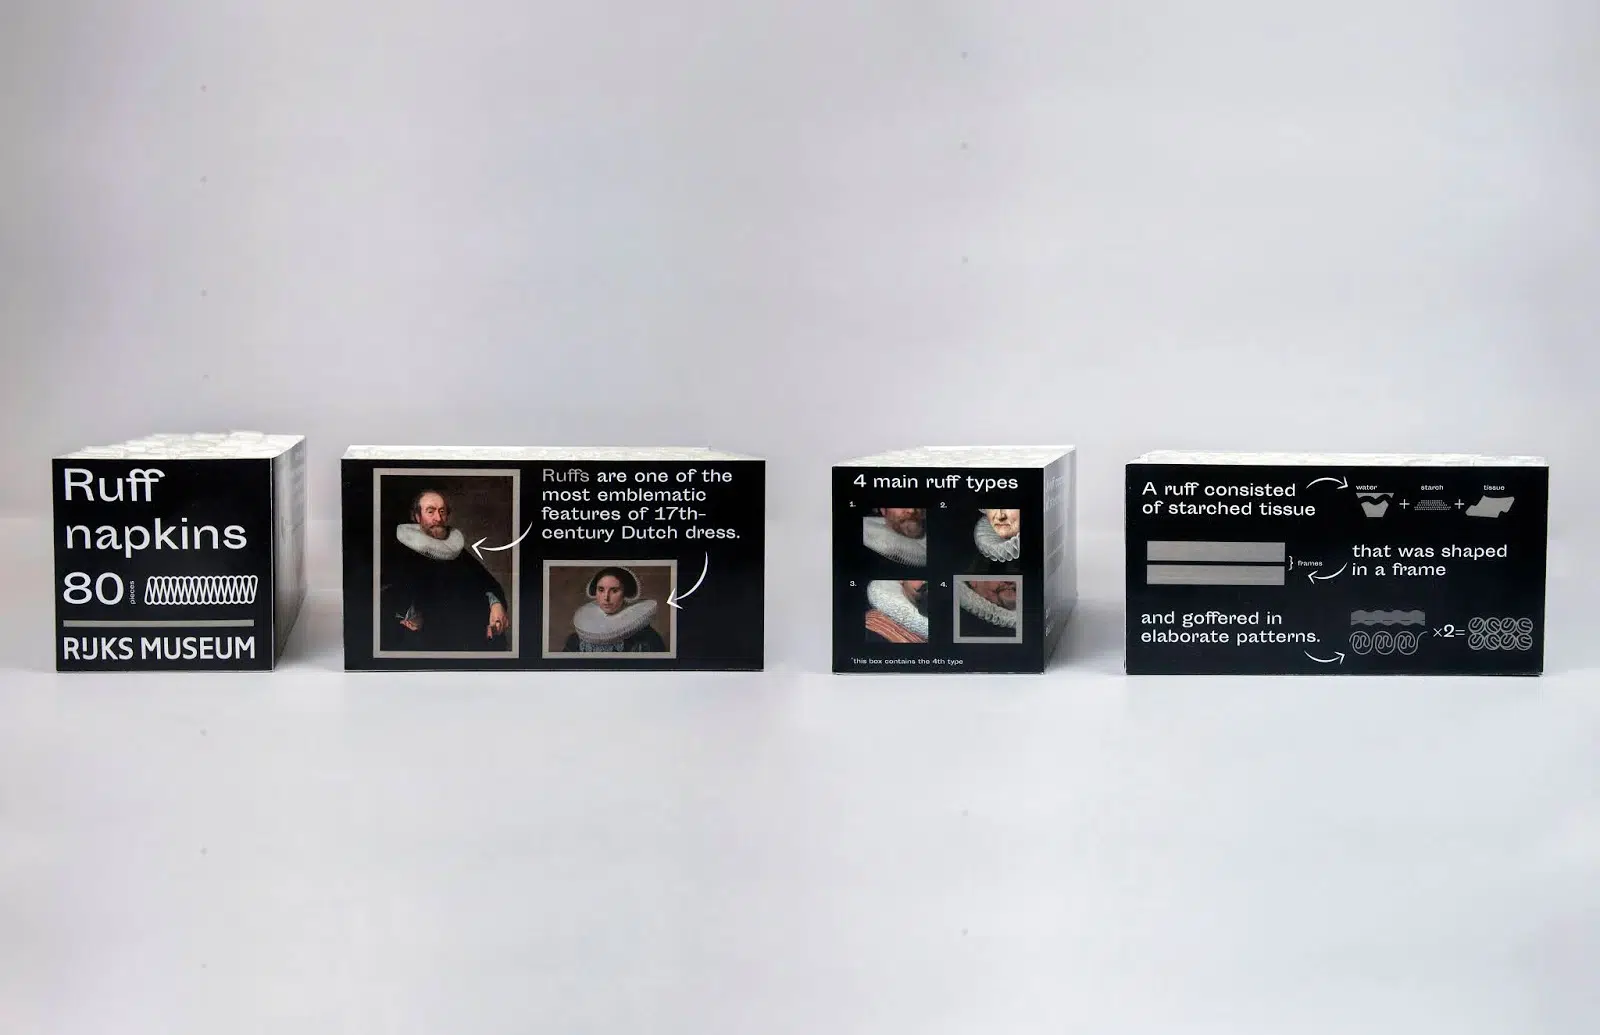 Ruff
napkins
80 pieces
RIJKS MUSEUM
Ruffs are one of the
most emblematic
features of 17th-
century Dutch dress.
4 main ruff types
1.
2.
3.
4.
*this box contains the 4th type
A ruff consisted
of starched tissue
water + starch + tissue
} frames
that was shaped
in a frame
and goffered in
elaborate patterns.
×2=